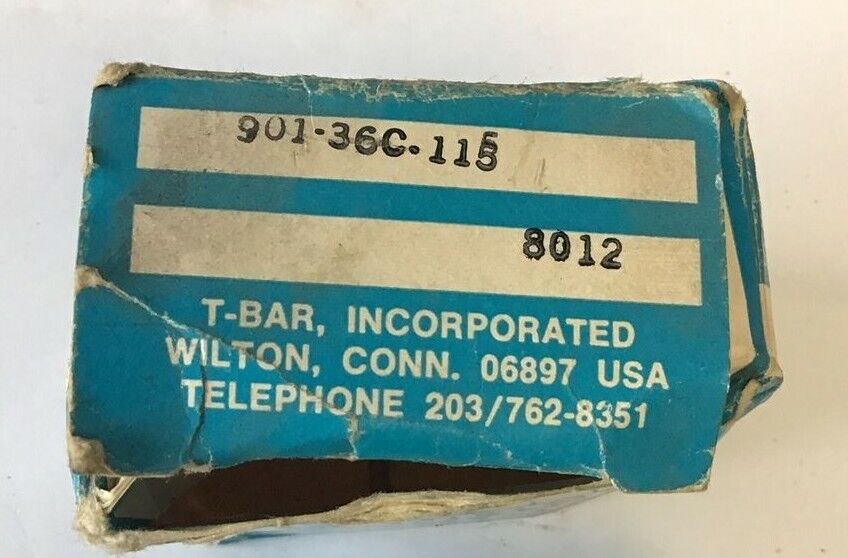 901-36C-115
8012
T-BAR, INCORPORATED
WILTON, CONN. 06897 USA
TELEPHONE 203/762-8351